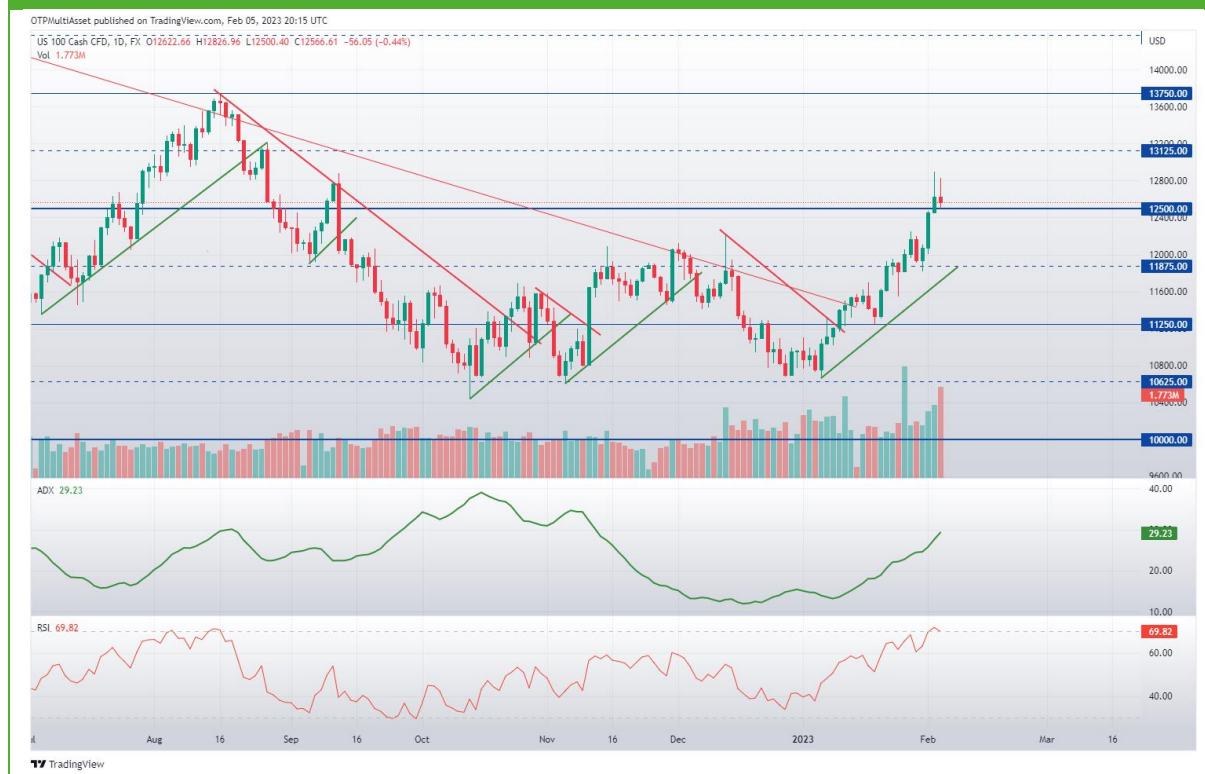 OTPMultiAsset published on TradingView.com, Feb 05, 2023 20:15 UTC
US 100 Cash CFD, 1D, FX O12622.66 H12826.96 L12500.40 C12566.61 −56.05 (−0.44%)
Vol 1.773M
USD
14000.00
13750.00
13600.00
13125.00
12800.00
12500.00
12400.00
12000.00
11875.00
11600.00
11250.00
10800.00
10625.00
1.773M
10400.00
10000.00
9600.00
ADX 29.23
40.00
29.23
20.00
10.00
RSI 69.82
69.82
60.00
40.00
Aug 16 Sep 16 Oct Nov 16 Dec 2023 Feb Mar 16
TradingView